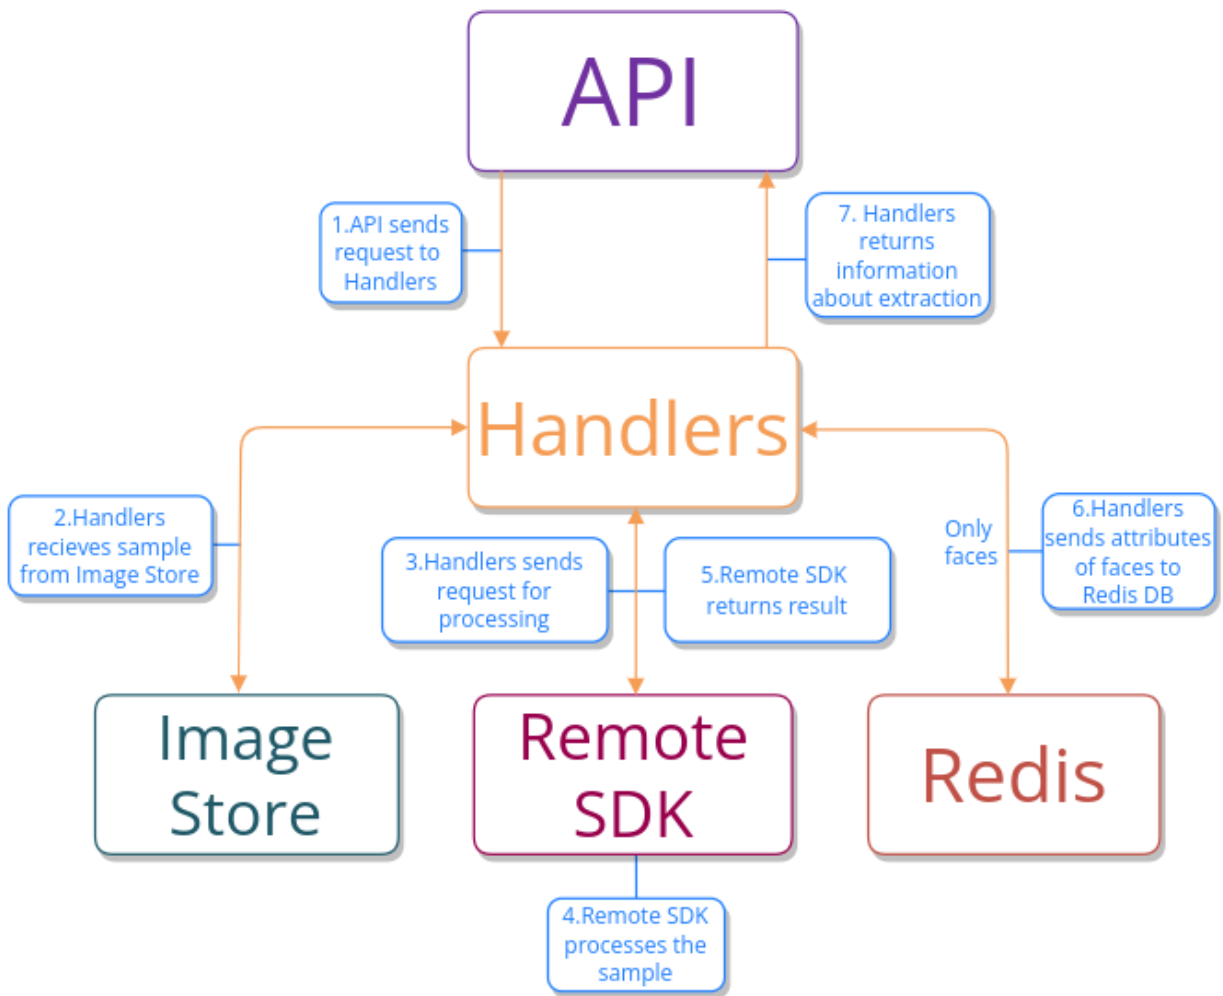 API
1.API sends
request to
Handlers
7. Handlers
returns
information
about extraction
Handlers
2.Handlers
recieves sample
from Image Store
3.Handlers sends
request for
processing
5.Remote SDK
returns result
Only
faces
6.Handlers
sends attributes
of faces to
Redis DB
Image
Store
Remote
SDK
Redis
4.Remote SDK
processes the
sample